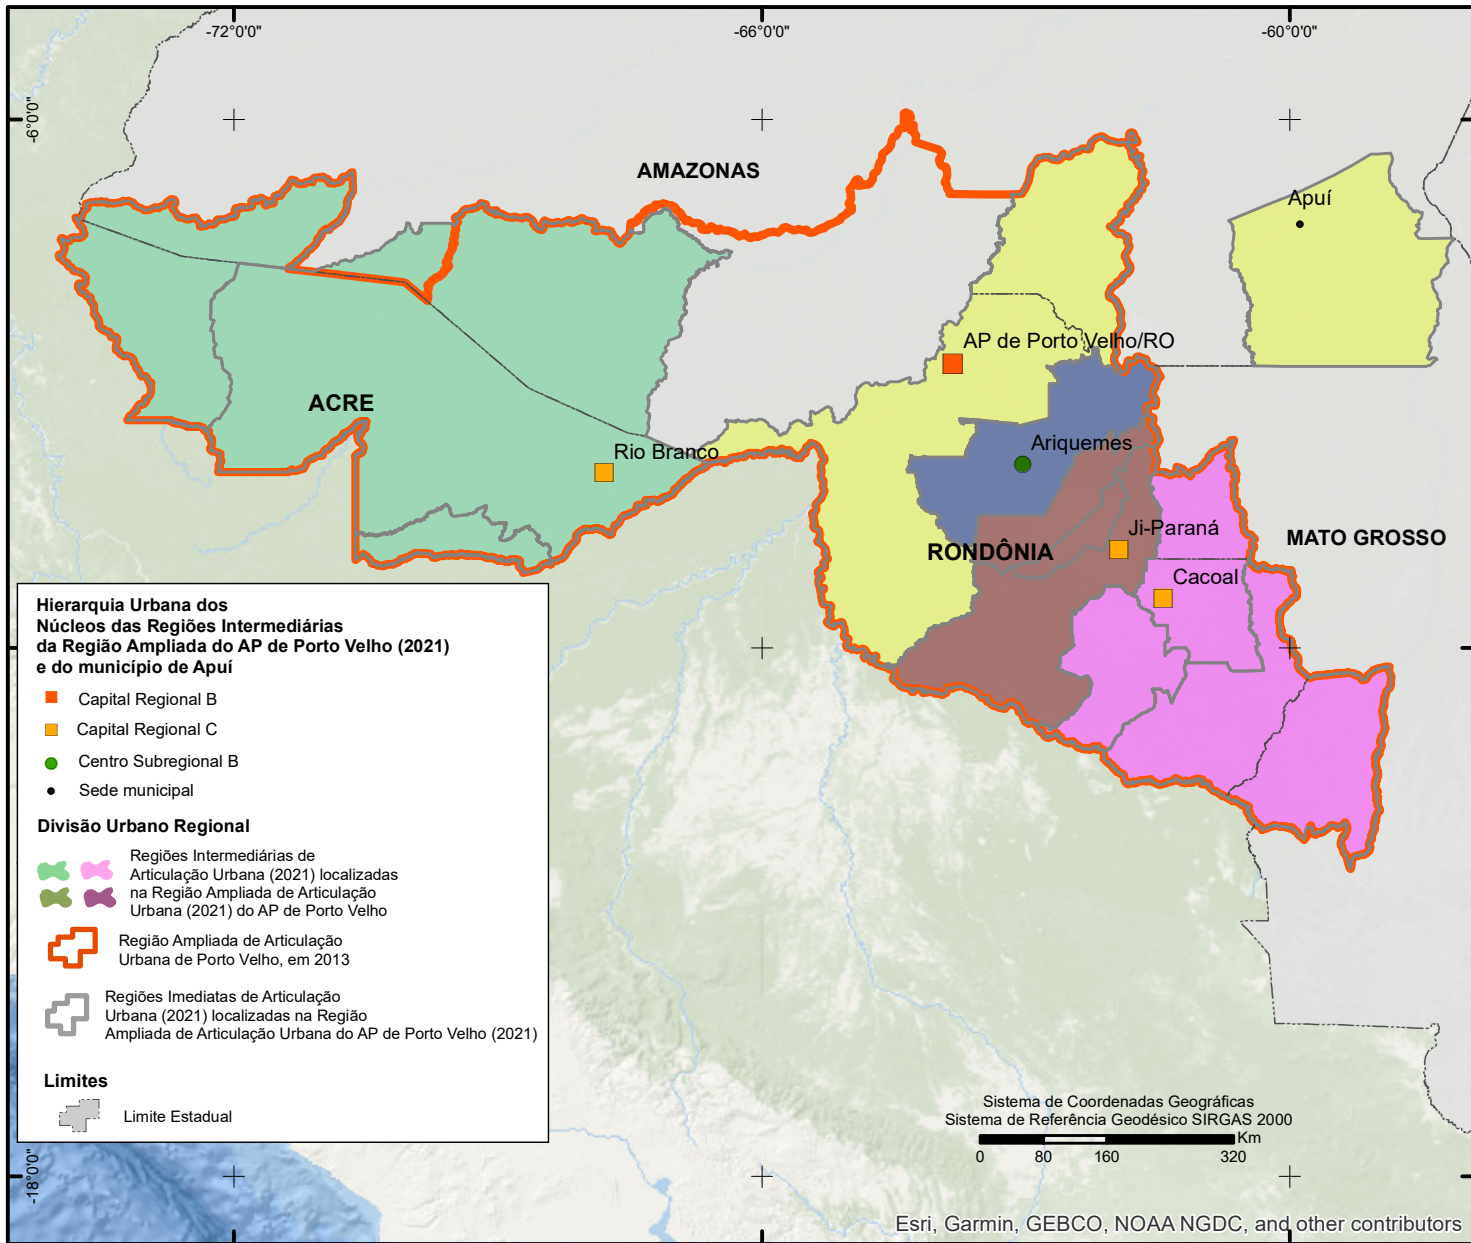 -72°0'0"
-66°0'0"
-60°0'0"
-6°0'0"
AMAZONAS
Apuí
AP de Porto Velho/RO
ACRE
Rio Branco
Ariquemes
Ji-Paraná
RONDÔNIA
MATO GROSSO
Cacoal
Hierarquia Urbana dos
Núcleos das Regiões Intermediárias
da Região Ampliada do AP de Porto Velho (2021)
e do município de Apuí
Capital Regional B
Capital Regional C
Centro Subregional B
Sede municipal
Divisão Urbano Regional
Regiões Intermediárias de
Articulação Urbana (2021) localizadas
na Região Ampliada de Articulação
Urbana (2021) do AP de Porto Velho
Região Ampliada de Articulação
Urbana de Porto Velho, em 2013
Regiões Imediatas de Articulação
Urbana (2021) localizadas na Região
Ampliada de Articulação Urbana do AP de Porto Velho (2021)
Limites
Limite Estadual
Sistema de Coordenadas Geográficas
Sistema de Referência Geodésico SIRGAS 2000
Km
0 80 160 320
-18°0'0"
Esri, Garmin, GEBCO, NOAA NGDC, and other contributors